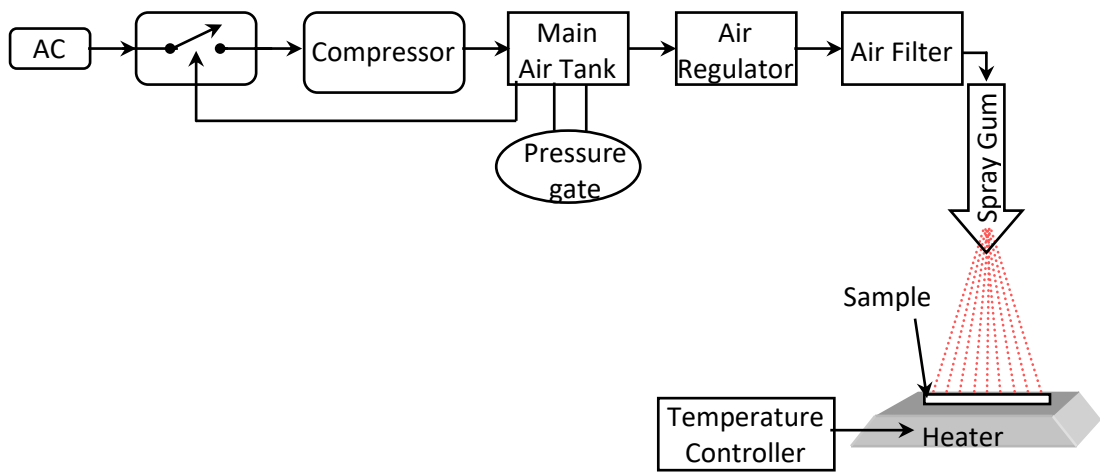 AC
Compressor
Main
Air Tank
Air
Regulator
Air Filter
Pressure
gate
Spray Gum
Sample
Temperature
Controller
Heater